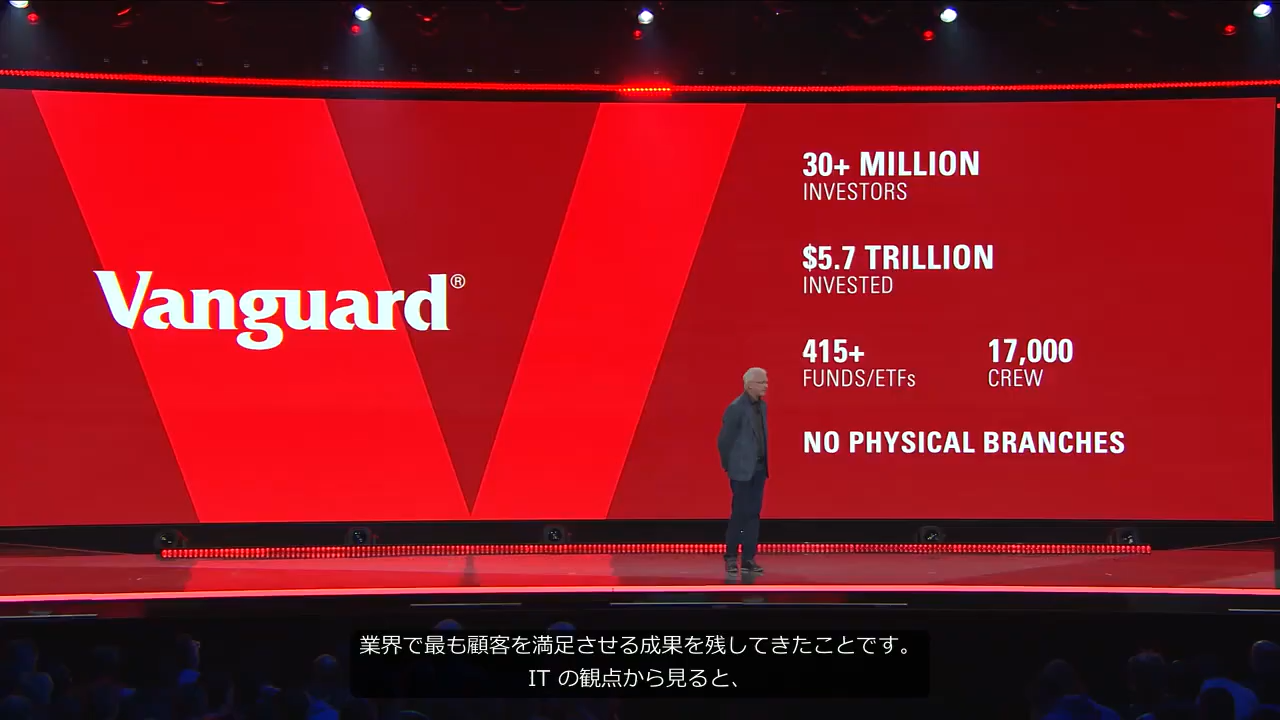 Vanguard®
30+ MILLION
INVESTORS
$5.7 TRILLION
INVESTED
415+
FUNDS/ETFs
17,000
CREW
NO PHYSICAL BRANCHES
業界で最も顧客を満足させる成果を残してきたことです。
IT の観点から見ると、